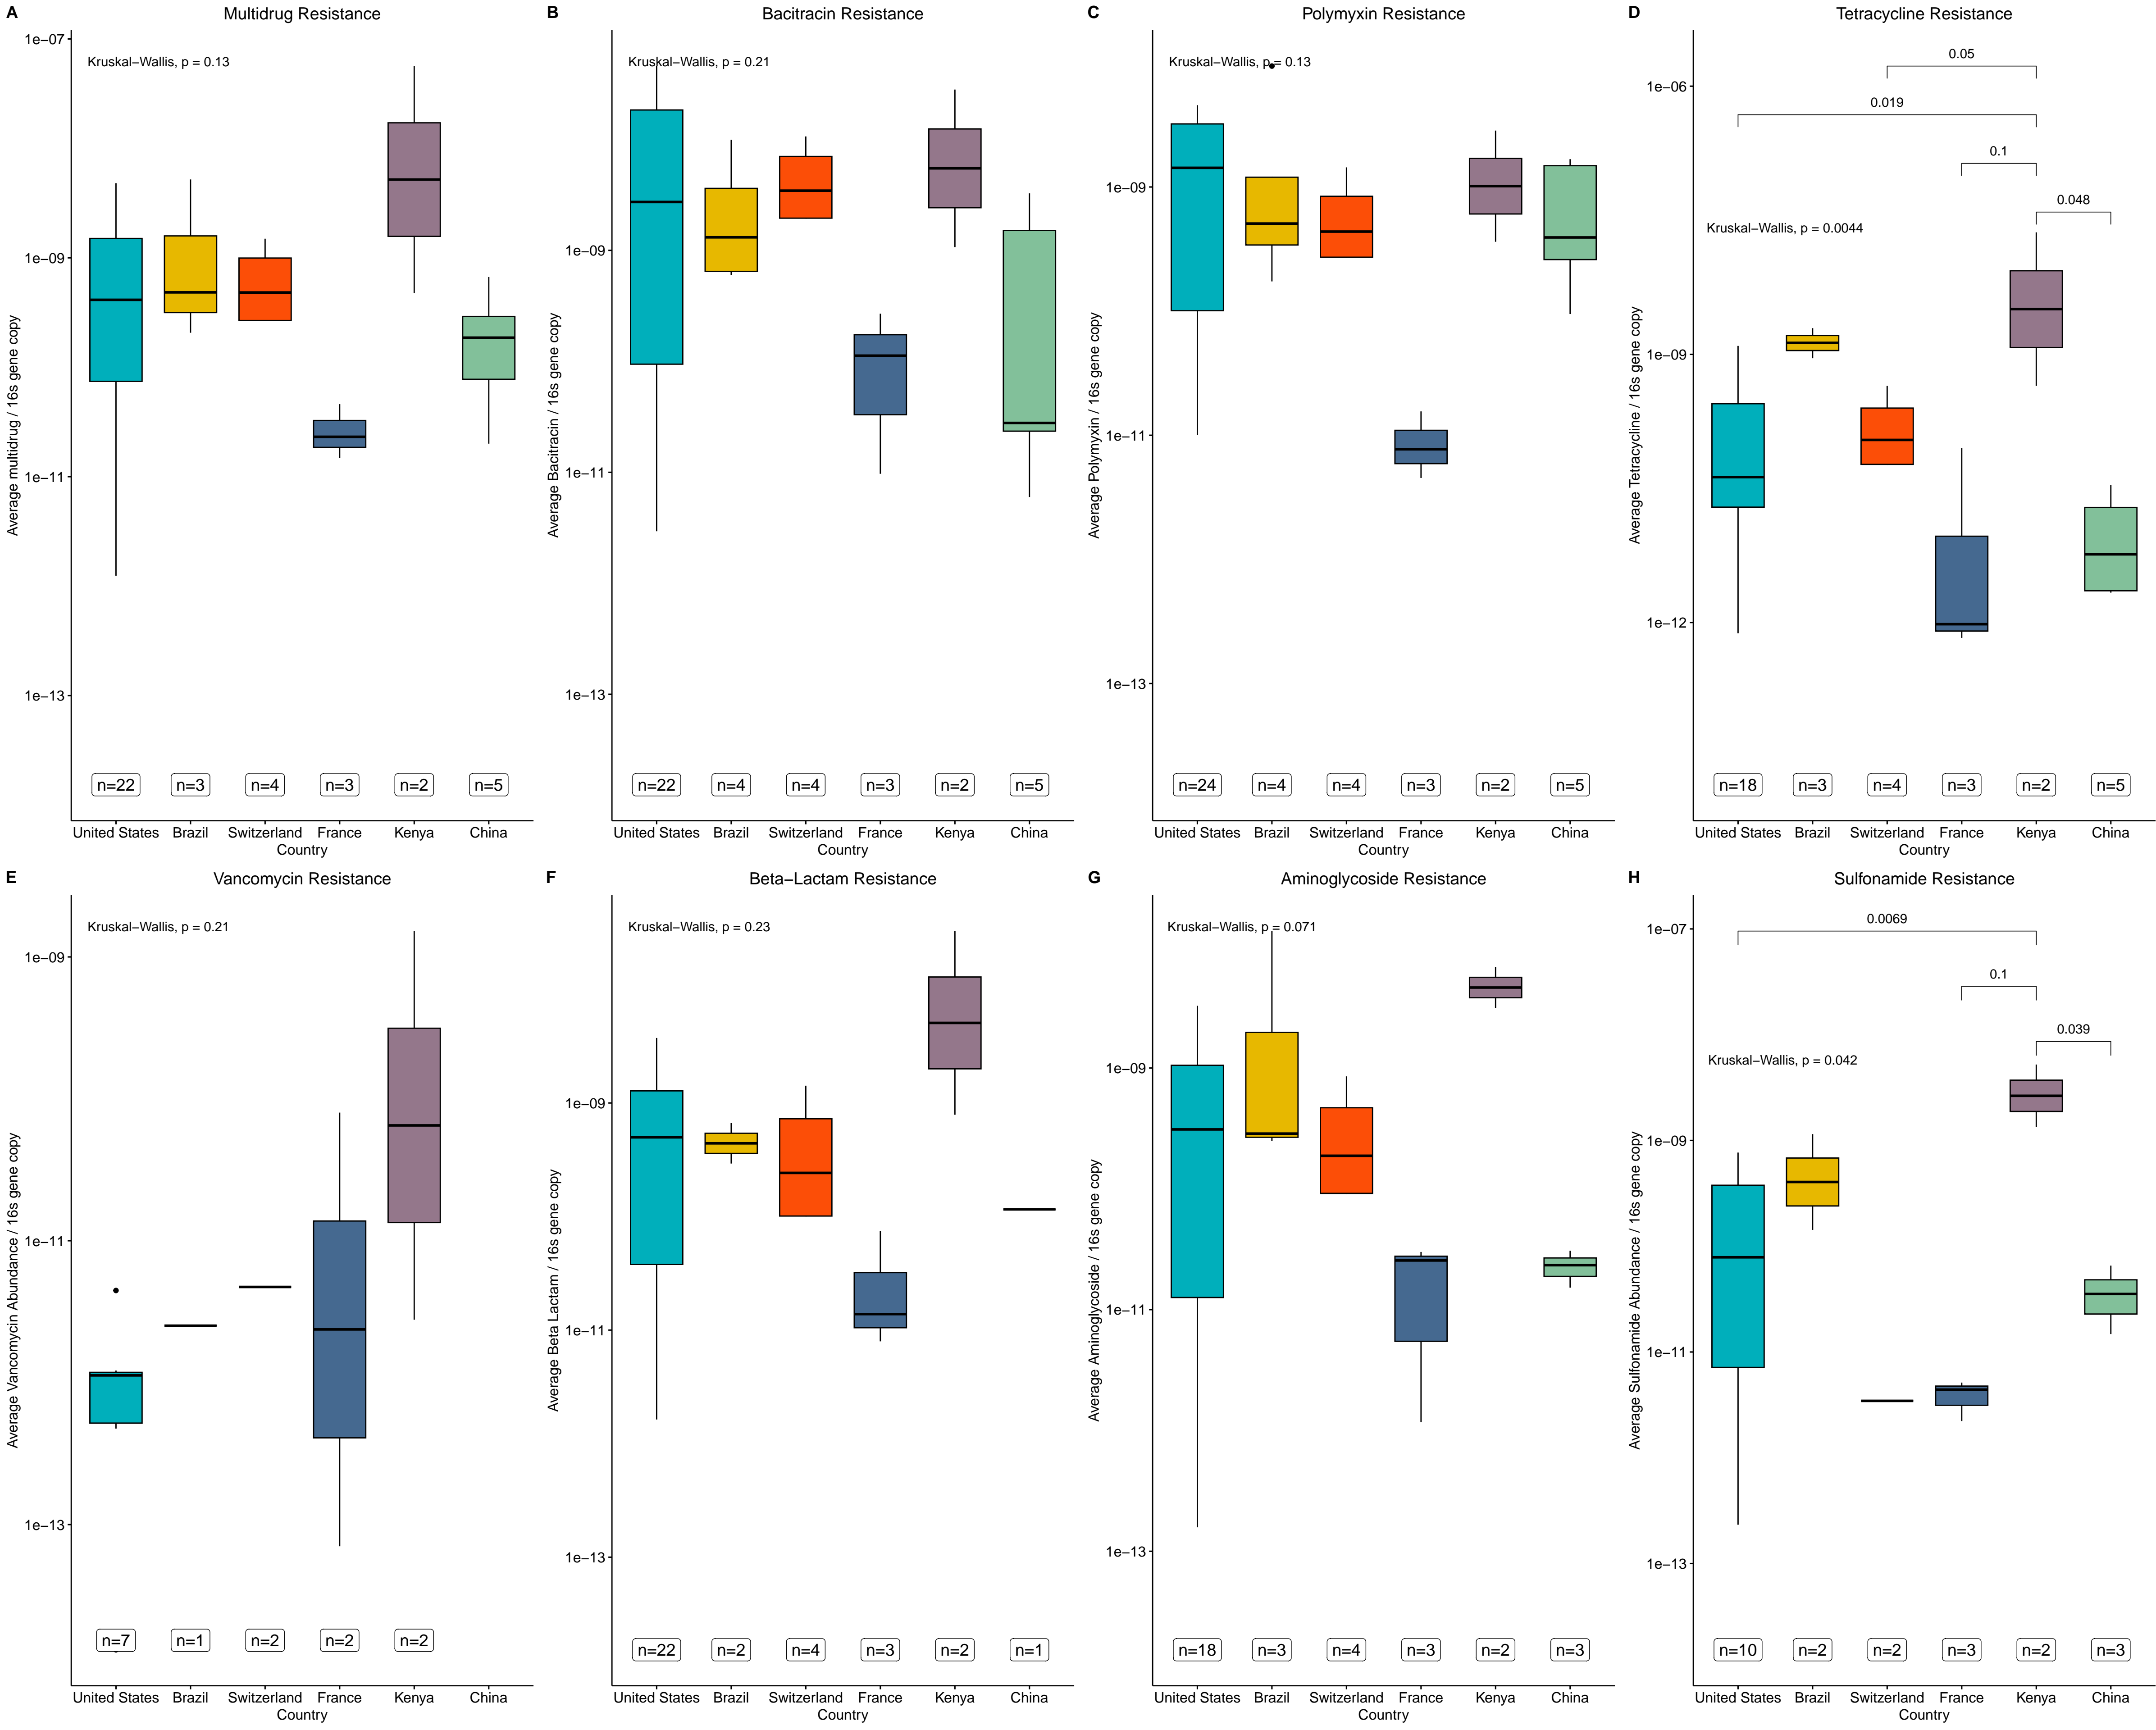 A
Multidrug Resistance
Kruskal−Wallis, p = 0.13
1e−07
1e−09
1e−11
1e−13
Average multidrug / 16s gene copy
n=22 n=3 n=4 n=3 n=2 n=5
United States Brazil Switzerland France Kenya China
Country
B
Bacitracin Resistance
Kruskal−Wallis, p = 0.21
1e−09
1e−11
1e−13
Average Bacitracin / 16s gene copy
n=22 n=4 n=4 n=3 n=2 n=5
United States Brazil Switzerland France Kenya China
Country
C
Polymyxin Resistance
Kruskal−Wallis, p = 0.13
1e−09
1e−11
1e−13
Average Polymyxin / 16s gene copy
n=24 n=4 n=4 n=3 n=2 n=5
United States Brazil Switzerland France Kenya China
Country
D
Tetracycline Resistance
0.05
0.019
0.1
0.048
Kruskal−Wallis, p = 0.0044
1e−06
1e−09
1e−12
Average Tetracycline / 16s gene copy
n=18 n=3 n=4 n=3 n=2 n=5
United States Brazil Switzerland France Kenya China
Country
E
Vancomycin Resistance
Kruskal−Wallis, p = 0.21
1e−09
1e−11
1e−13
Average Vancomycin Abundance / 16s gene copy
n=7 n=1 n=2 n=2 n=2
United States Brazil Switzerland France Kenya China
Country
F
Beta−Lactam Resistance
Kruskal−Wallis, p = 0.23
1e−09
1e−11
1e−13
Average Beta Lactam / 16s gene copy
n=22 n=2 n=4 n=3 n=2 n=1
United States Brazil Switzerland France Kenya China
Country
G
Aminoglycoside Resistance
Kruskal−Wallis, p = 0.071
1e−09
1e−11
1e−13
Average Aminoglycoside / 16s gene copy
n=18 n=3 n=4 n=3 n=2 n=3
United States Brazil Switzerland France Kenya China
Country
H
Sulfonamide Resistance
0.0069
0.1
0.039
Kruskal−Wallis, p = 0.042
1e−07
1e−09
1e−11
1e−13
Average Sulfonamide Abundance / 16s gene copy
n=10 n=2 n=2 n=3 n=2 n=3
United States Brazil Switzerland France Kenya China
Country